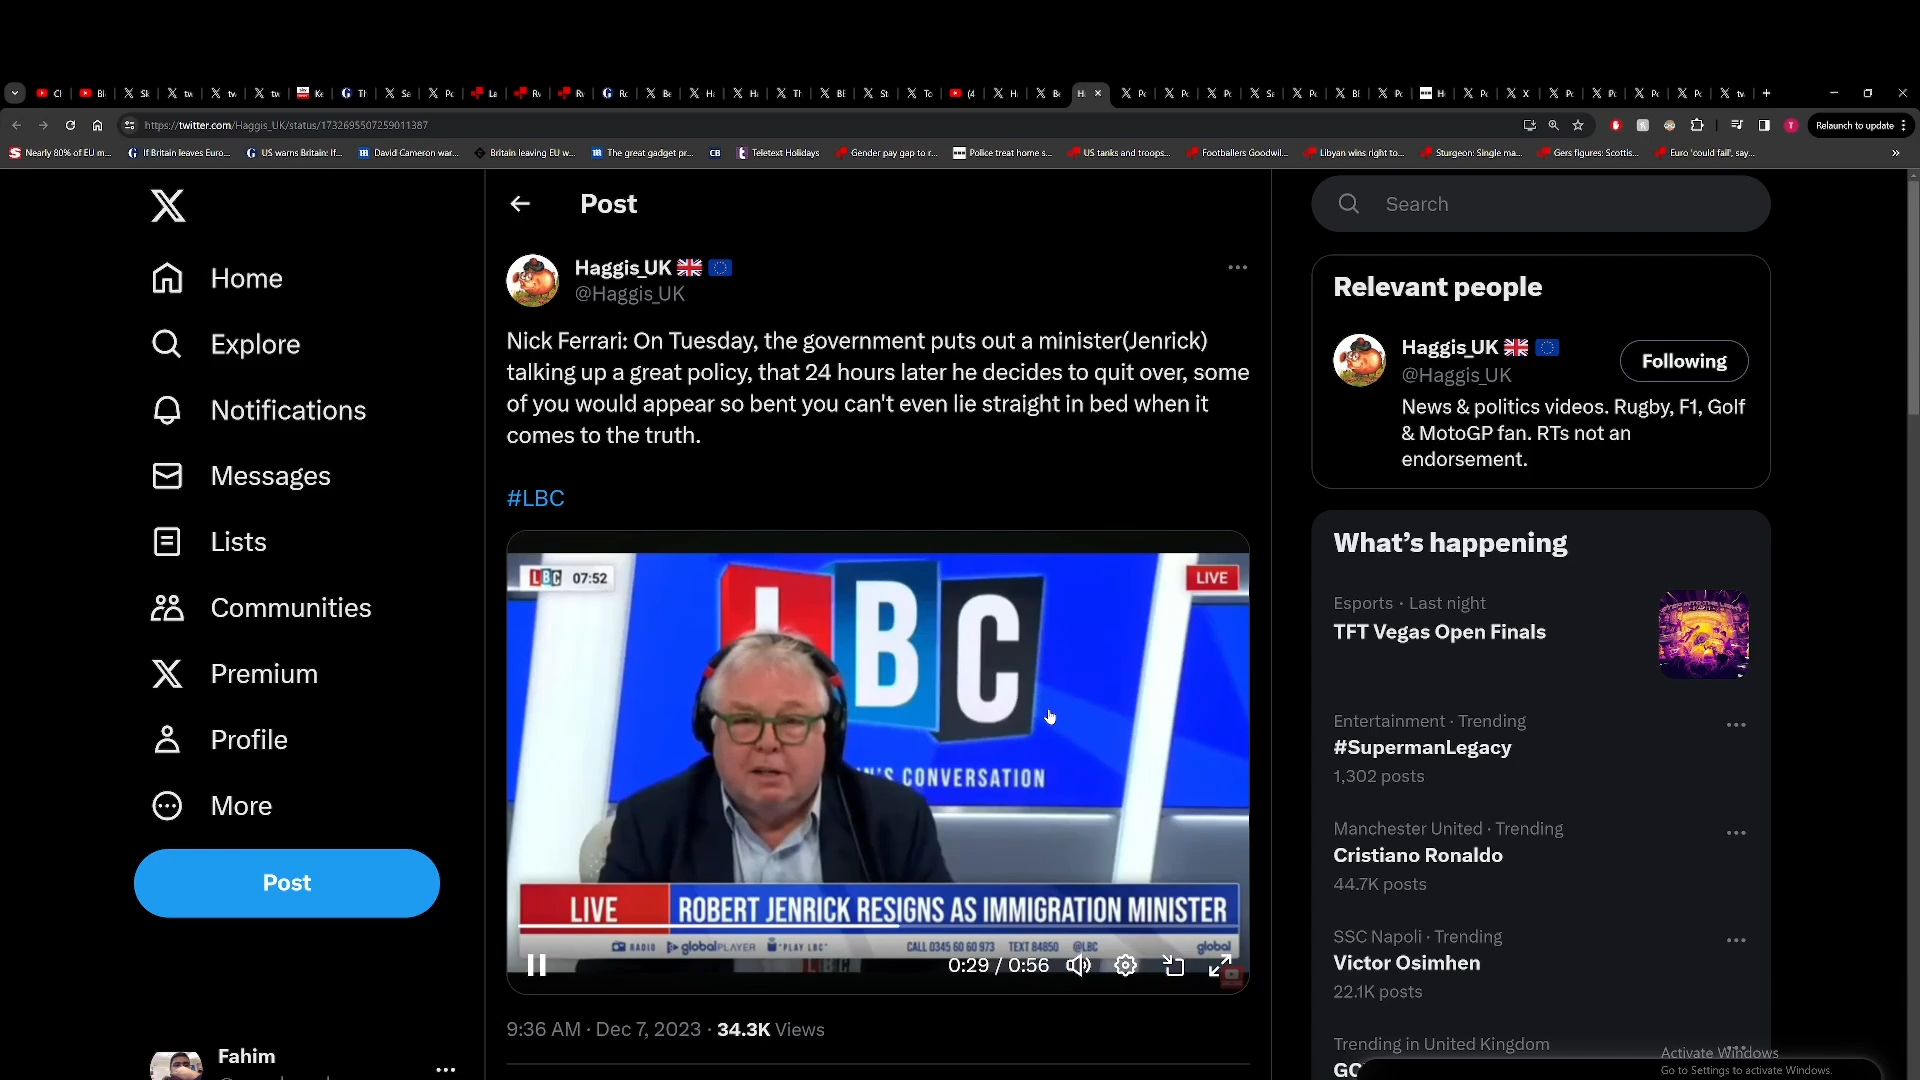 https://twitter.com/Haggis_UK/status/1732695507259011387
Relaunch to update
Nearly 80% of EU m...
If Britain leaves Euro...
US warns Britain: If...
David Cameron war...
Britain leaving EU w...
The great gadget pr...
CB
Teletext Holidays
Gender pay gap to r...
Police treat home s...
US tanks and troops...
Footballers Goodwil...
Libyan wins right to...
Sturgeon: Single ma...
Gers figures: Scottis...
Euro 'could fail', say...
Home
Explore
Notifications
Messages
Lists
Communities
Premium
Profile
More
Post
Fahim
Post
Haggis_UK
@Haggis_UK
Nick Ferrari: On Tuesday, the government puts out a minister(Jenrick)
talking up a great policy, that 24 hours later he decides to quit over, some
of you would appear so bent you can't even lie straight in bed when it
comes to the truth.
#LBC
LBC 07:52
LIVE
LBC
N'S CONVERSATION
LIVE ROBERT JENRICK RESIGNS AS IMMIGRATION MINISTER
RADIO globalPLAYER "PLAY LBC" CALL 0345 60 60 973 TEXT 84850 @LBC global
0:29 / 0:56
9:36 AM · Dec 7, 2023 · 34.3K Views
Search
Relevant people
Haggis_UK
@Haggis_UK
Following
News & politics videos. Rugby, F1, Golf
& MotoGP fan. RTs not an
endorsement.
What's happening
Esports · Last night
TFT Vegas Open Finals
Entertainment · Trending
#SupermanLegacy
1,302 posts
Manchester United · Trending
Cristiano Ronaldo
44.7K posts
SSC Napoli · Trending
Victor Osimhen
22.1K posts
Trending in United Kingdom
Activate Windows
Go to Settings to activate Windows.